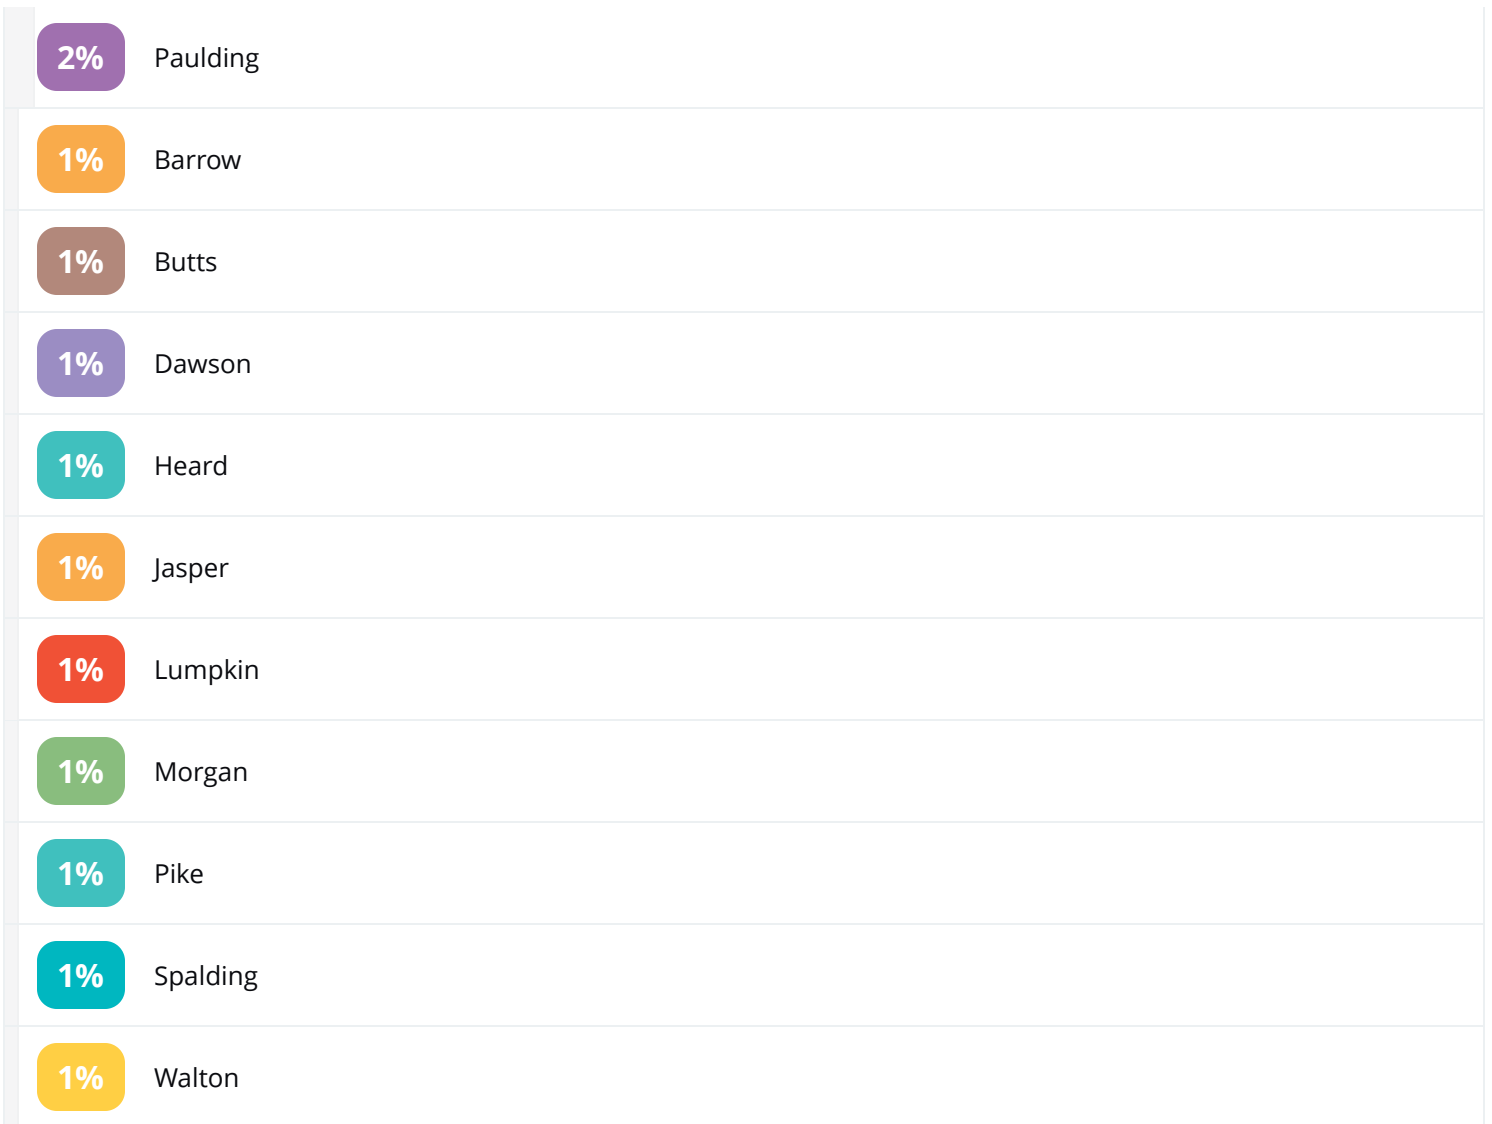 2% Paulding
1% Barrow
1% Butts
1% Dawson
1% Heard
1% Jasper
1% Lumpkin
1% Morgan
1% Pike
1% Spalding
1% Walton